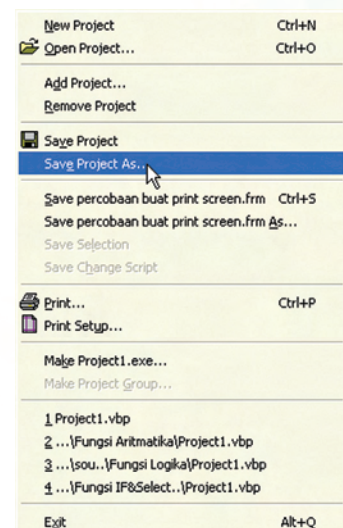 New Project Ctrl+N
Open Project... Ctrl+O
Add Project...
Remove Project
Save Project
Save Project As...
Save percobaan buat print screen.frm Ctrl+S
Save percobaan buat print screen.frm As...
Save Selection
Save Change Script
Print... Ctrl+P
Print Setup...
Make Project1.exe...
Make Project Group...
1 Project1.vbp
2 ...\Fungsi Aritmatika\Project1.vbp
3 ...\sou..\Fungsi Logika\Project1.vbp
4 ...\Fungsi IF&Select..\Project1.vbp
Exit Alt+Q